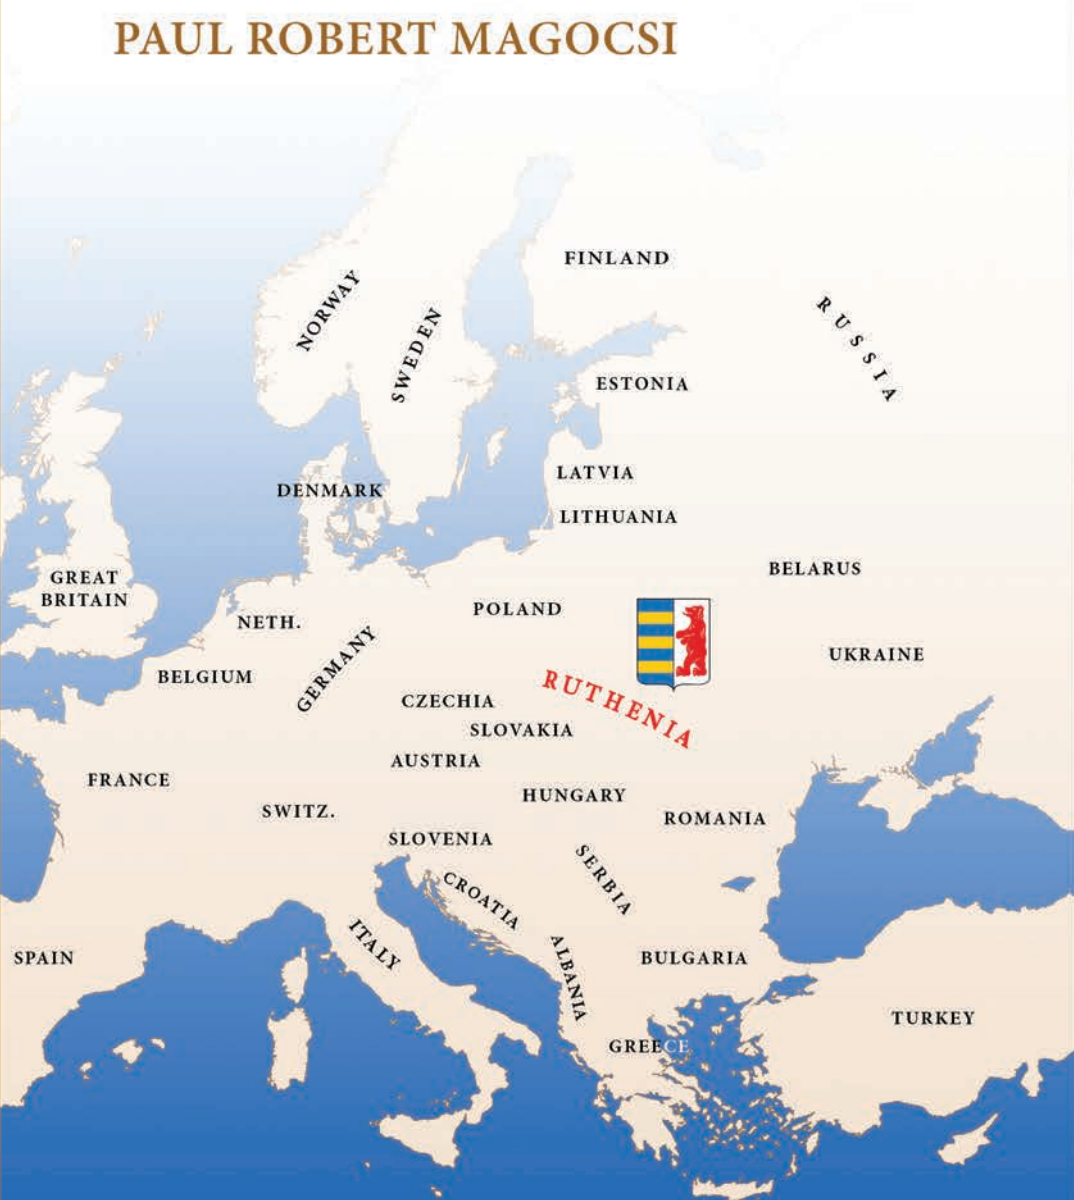 PAUL ROBERT MAGOCSI
FINLAND
NORWAY
RUSSIA
SWEDEN
ESTONIA
LATVIA
DENMARK
LITHUANIA
BELARUS
GREAT
BRITAIN
POLAND
NETH.
UKRAINE
GERMANY
BELGIUM
RUTHENIA
CZECHIA
SLOVAKIA
AUSTRIA
FRANCE
HUNGARY
SWITZ.
ROMANIA
SLOVENIA
SERBIA
CROATIA
ITALY
SPAIN
BULGARIA
ALBANIA
TURKEY
GREECE